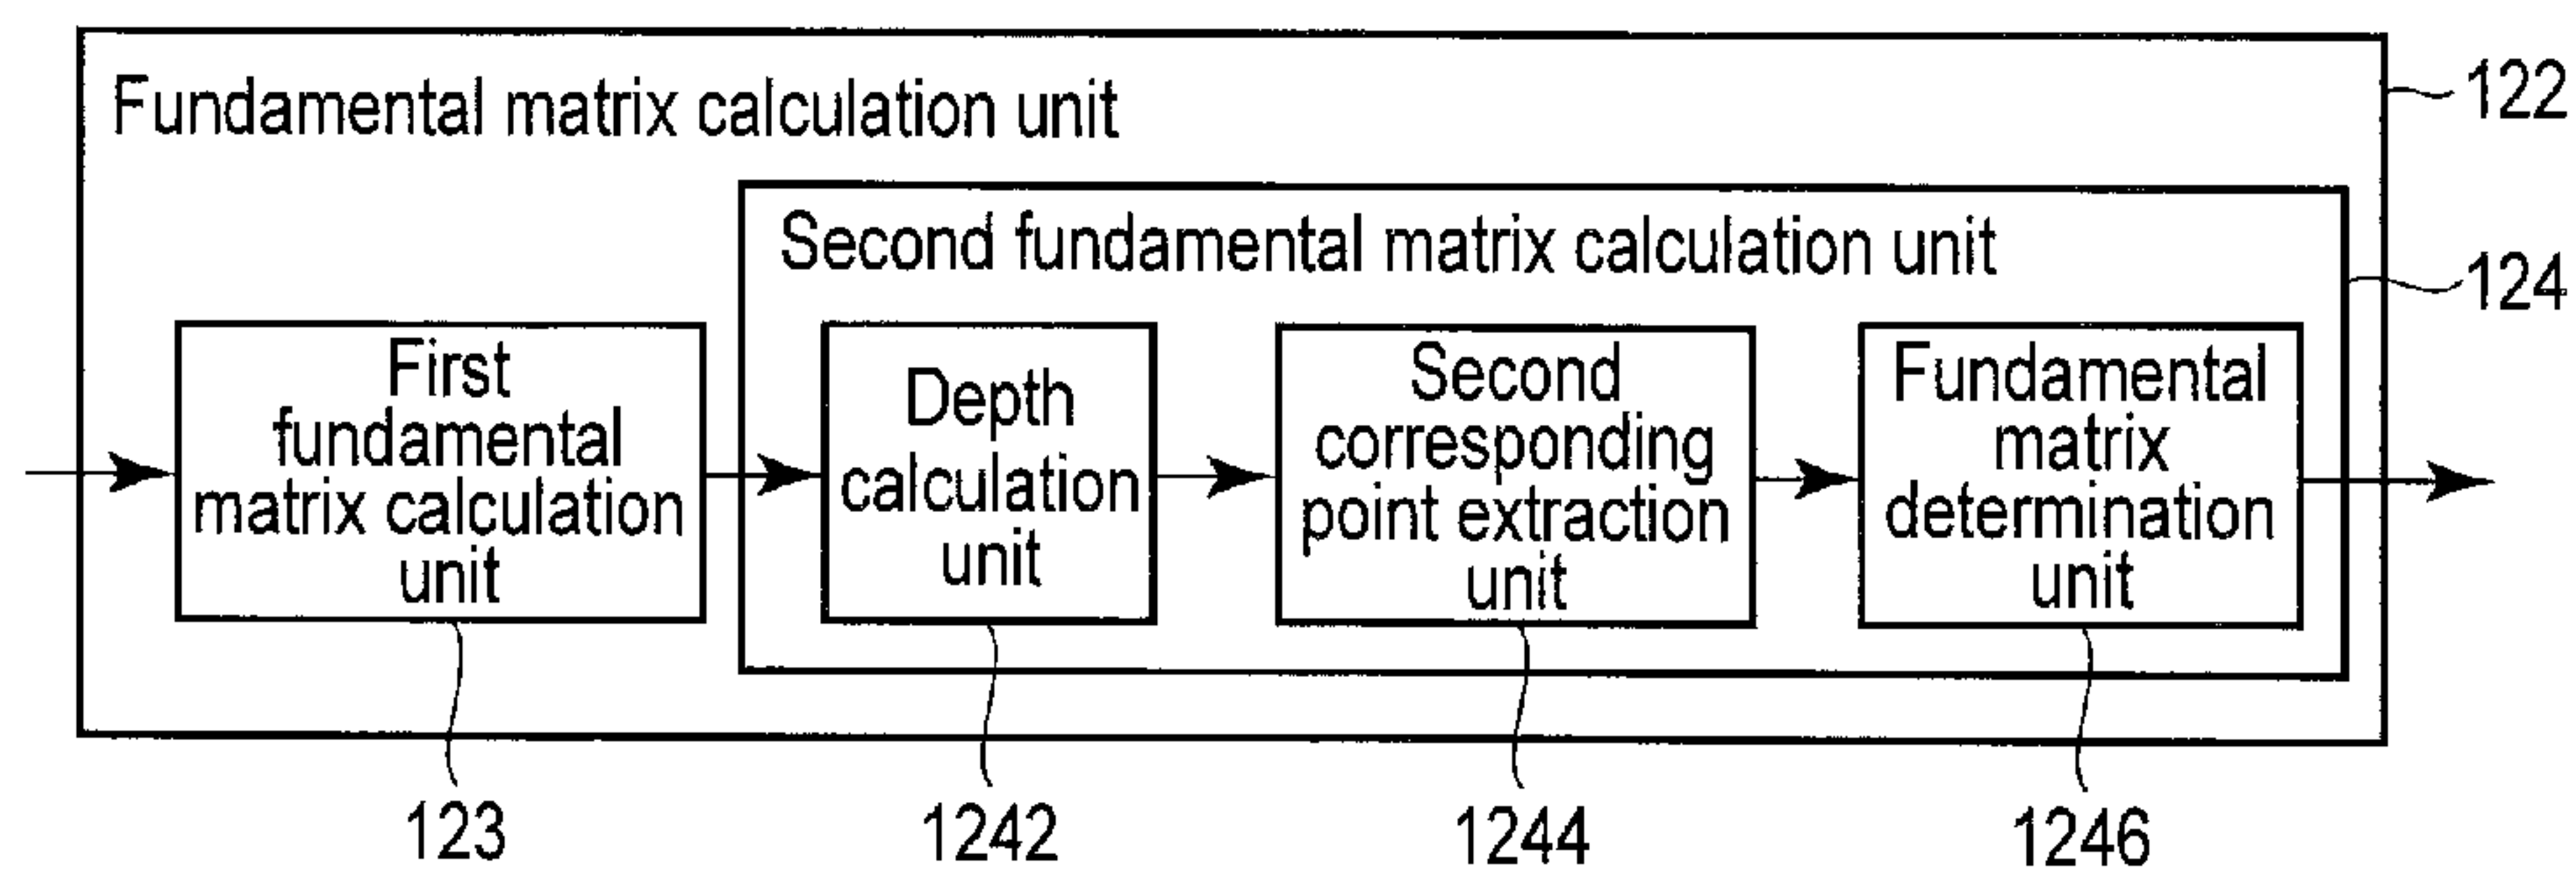 Fundamental matrix calculation unit
122
Second fundamental matrix calculation unit
124
First
fundamental
matrix calculation
unit
Depth
calculation
unit
Second
corresponding
point extraction
unit
Fundamental
matrix
determination
unit
123
1242
1244
1246